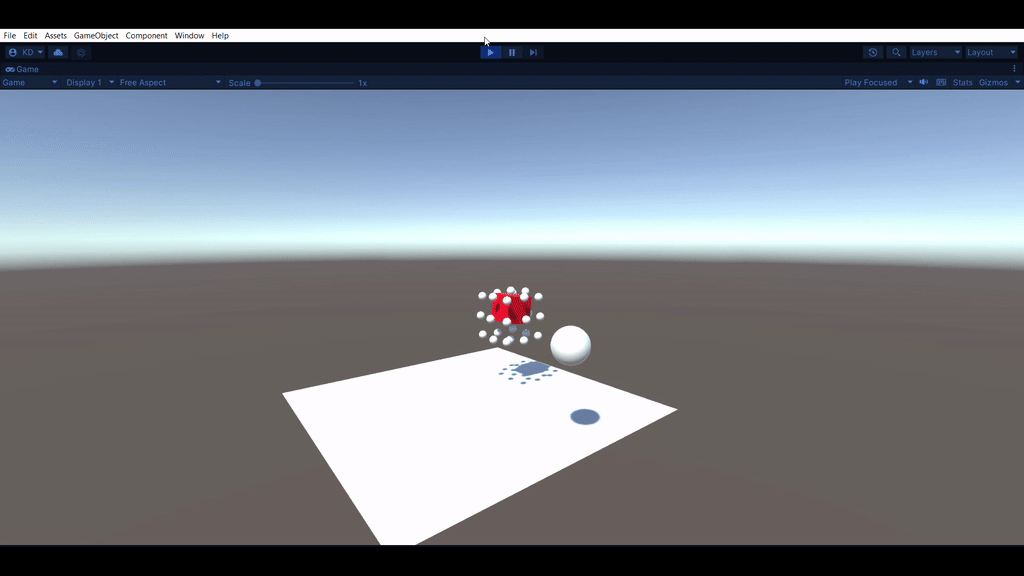 File Edit Assets GameObject Component Window Help
KD Layers Layout
Game
Game Display 1 Free Aspect Scale 1x Play Focused Stats Gizmos